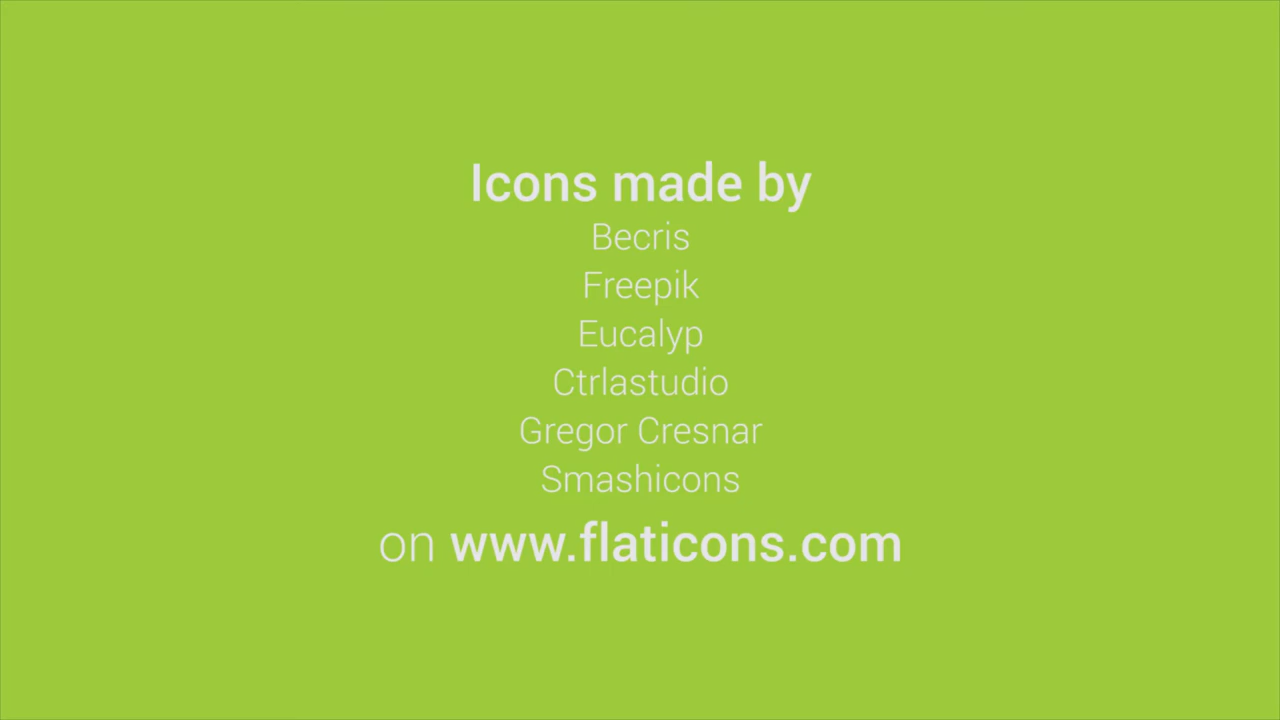 Icons made by
Becris
Freepik
Eucalyp
Ctrlastudio
Gregor Cresnar
Smashicons
on www.flaticons.com